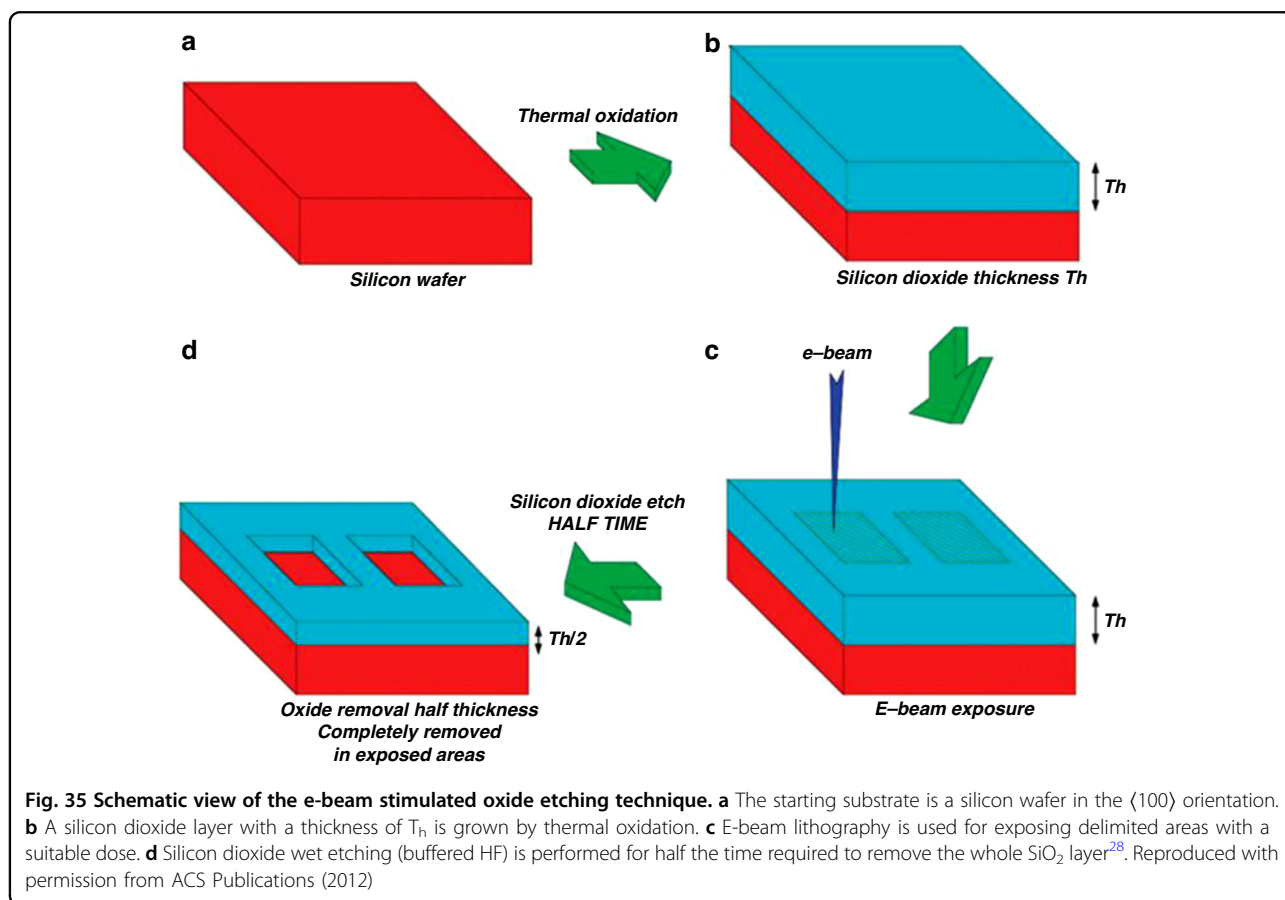 a
Thermal oxidation
Silicon wafer
b
Th
Silicon dioxide thickness Th
c
e–beam
Th
E–beam exposure
d
Silicon dioxide etch
HALF TIME
Th/2
Oxide removal half thickness
Completely removed
in exposed areas
Fig. 35 Schematic view of the e-beam stimulated oxide etching technique. a The starting substrate is a silicon wafer in the ⟨100⟩ orientation.
b A silicon dioxide layer with a thickness of Th is grown by thermal oxidation. c E-beam lithography is used for exposing delimited areas with a
suitable dose. d Silicon dioxide wet etching (buffered HF) is performed for half the time required to remove the whole SiO₂ layer²⁸. Reproduced with
permission from ACS Publications (2012)